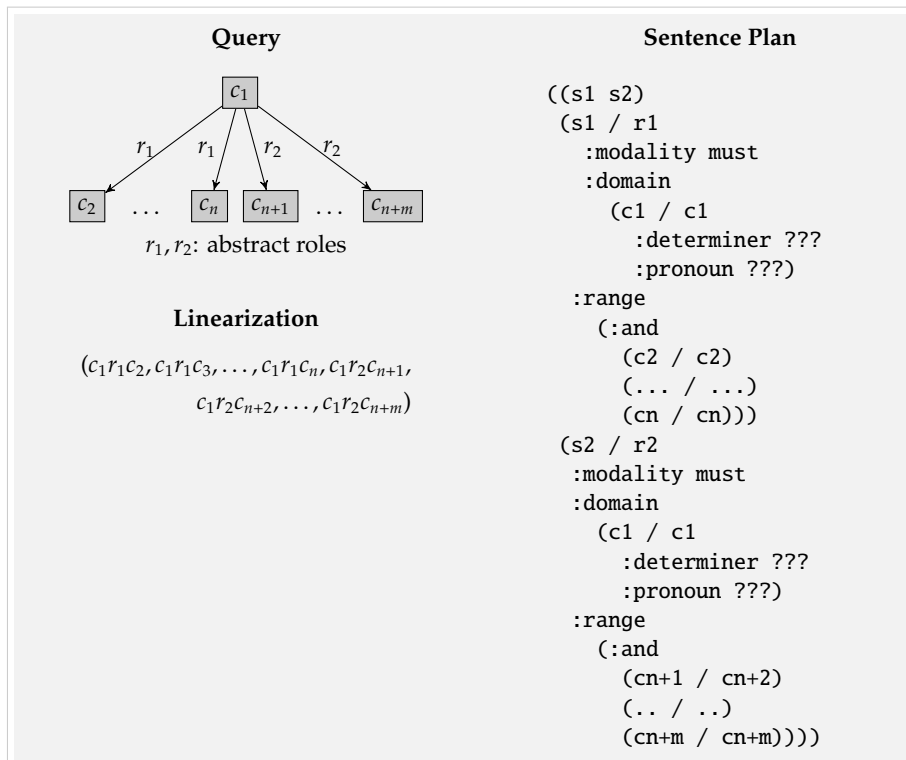 Query
c₁
r₁ r₁ r₂ r₂
c₂ ... cₙ cₙ₊₁ ... cₙ₊ₘ
r₁, r₂: abstract roles
Linearization
(c₁r₁c₂, c₁r₁c₃, ..., c₁r₁cₙ, c₁r₂cₙ₊₁,
c₁r₂cₙ₊₂, ..., c₁r₂cₙ₊ₘ)
Sentence Plan
((s1 s2)
(s1 / r1
:modality must
:domain
(c1 / c1
:determiner ???
:pronoun ???)
:range
(:and
(c2 / c2)
(... / ...)
(cn / cn)))
(s2 / r2
:modality must
:domain
(c1 / c1
:determiner ???
:pronoun ???)
:range
(:and
(cn+1 / cn+2)
(.. / ..)
(cn+m / cn+m))))